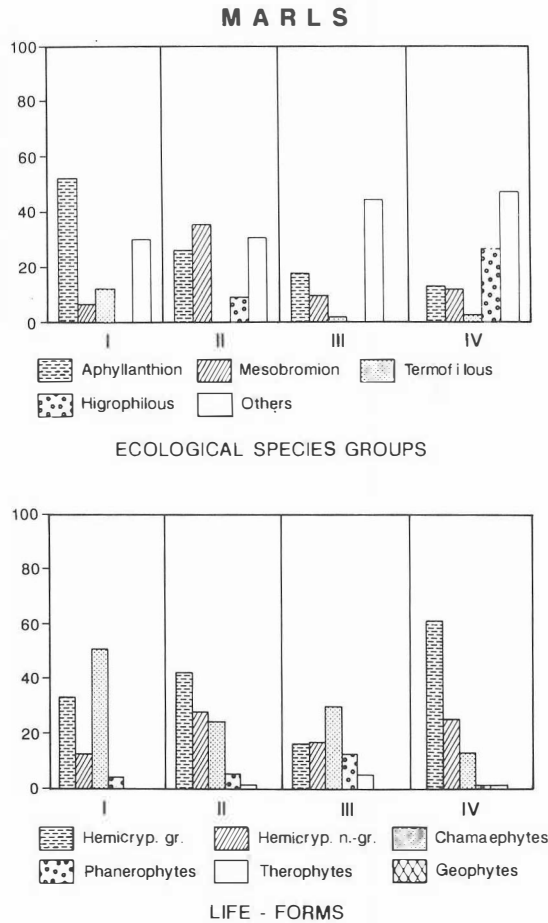 MARLS
100
80
60
40
20
0
I II III IV
Aphyllanthion Mesobromion Termofilous
Higrophilous Others
ECOLOGICAL SPECIES GROUPS
100
80
60
40
20
0
I II III IV
Hemicryp. gr. Hemicryp. n.-gr. Chamaephytes
Phanerophytes Therophytes Geophytes
LIFE - FORMS